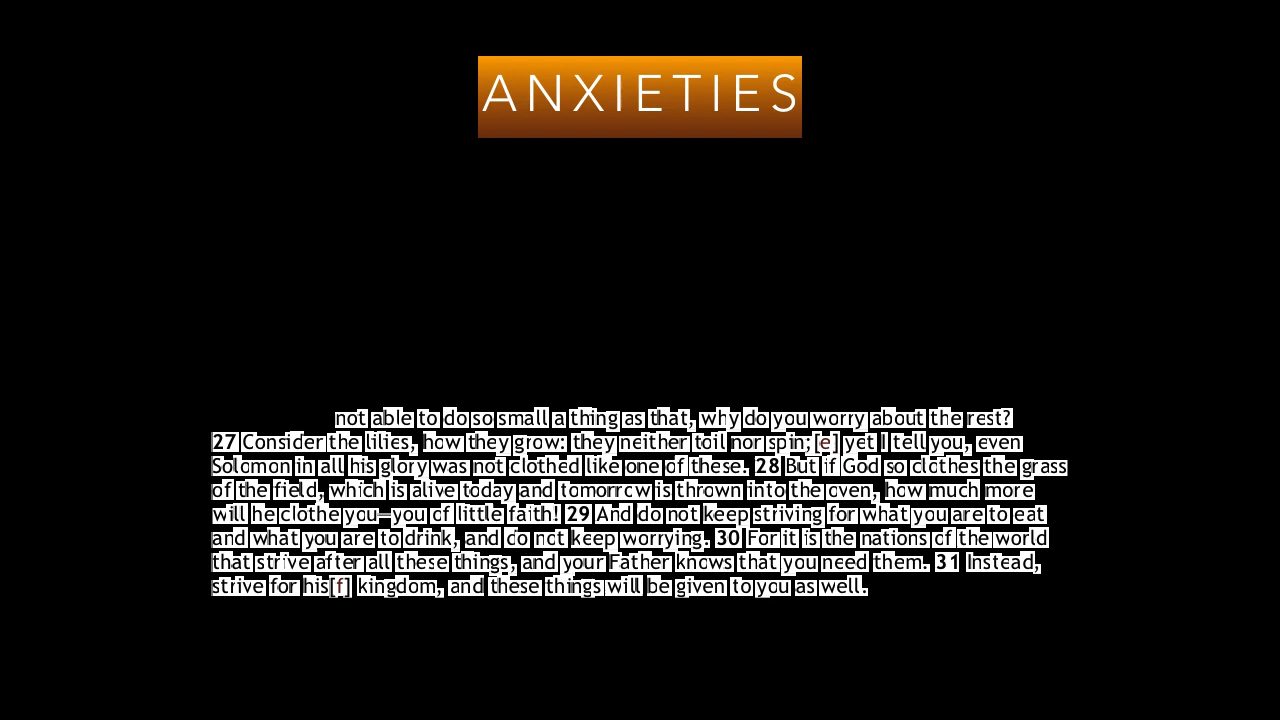 ANXIETIES
not able to do so small a thing as that, why do you worry about the rest?
27 Consider the lilies, how they grow: they neither toil nor spin;[e] yet I tell you, even
Solomon in all his glory was not clothed like one of these. 28 But if God so clothes the grass
of the field, which is alive today and tomorrow is thrown into the oven, how much more
will he clothe you—you of little faith! 29 And do not keep striving for what you are to eat
and what you are to drink, and do not keep worrying. 30 For it is the nations of the world
that strive after all these things, and your Father knows that you need them. 31 Instead,
strive for his[f] kingdom, and these things will be given to you as well.